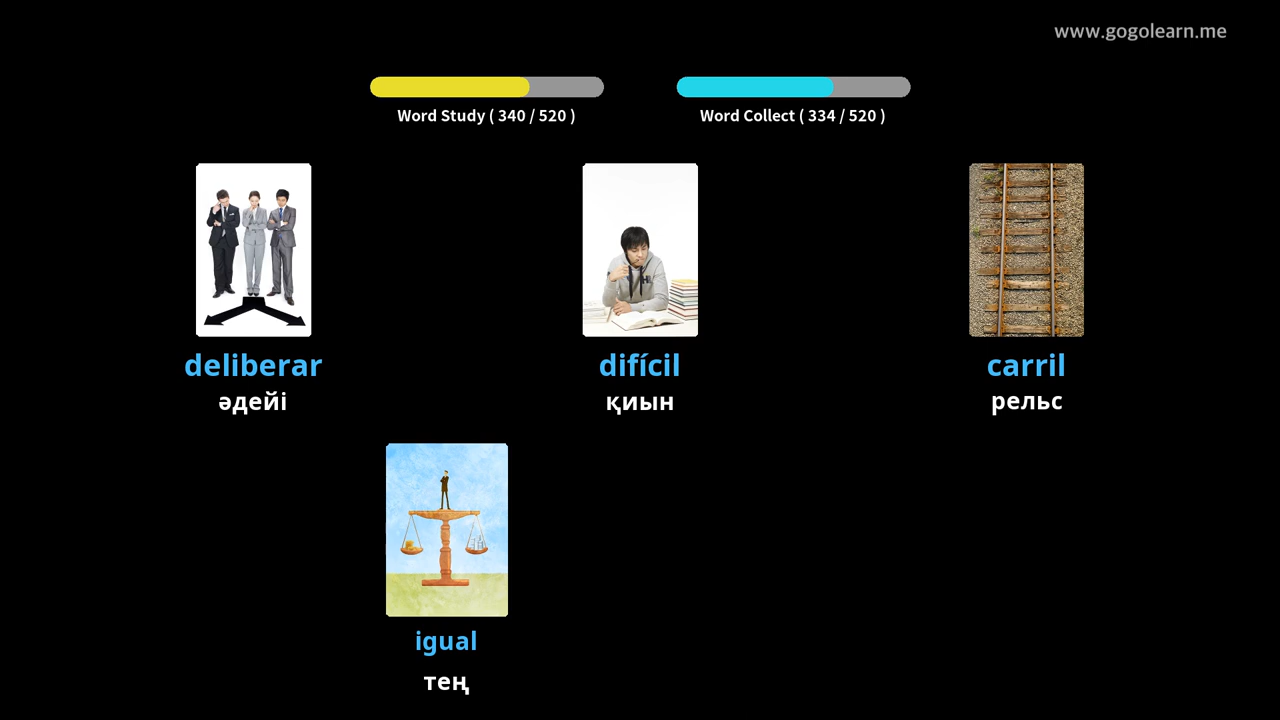 www.gogolearn.me
Word Study ( 340 / 520 )
Word Collect ( 334 / 520 )
deliberar
әдейі
difícil
қиын
carril
рельс
igual
тең